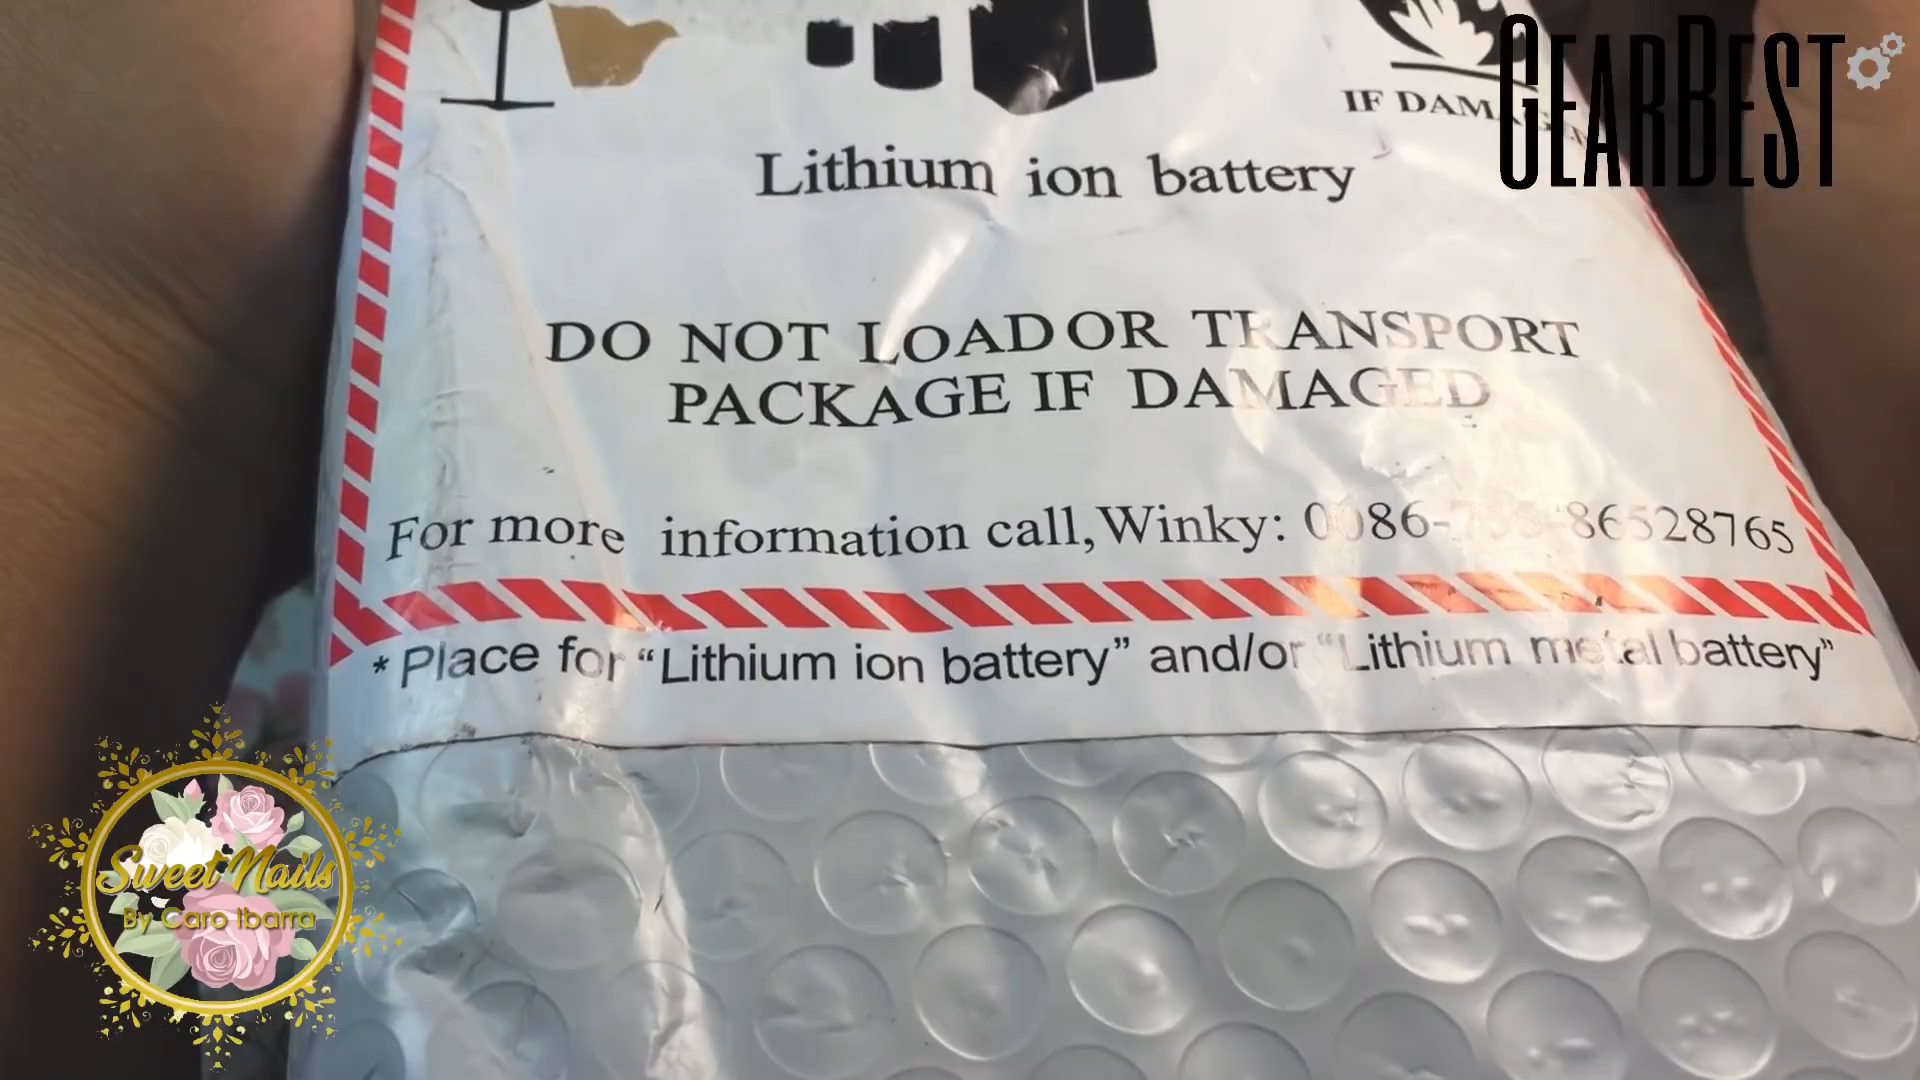 IF DAMAGED
GEARBEST
Lithium ion battery
DO NOT LOAD OR TRANSPORT
PACKAGE IF DAMAGED
For more information call, Winky: 0086- -86528765
* Place for “Lithium ion battery” and/or “Lithium metal battery”
Sweet Nails
By Caro Ibarra